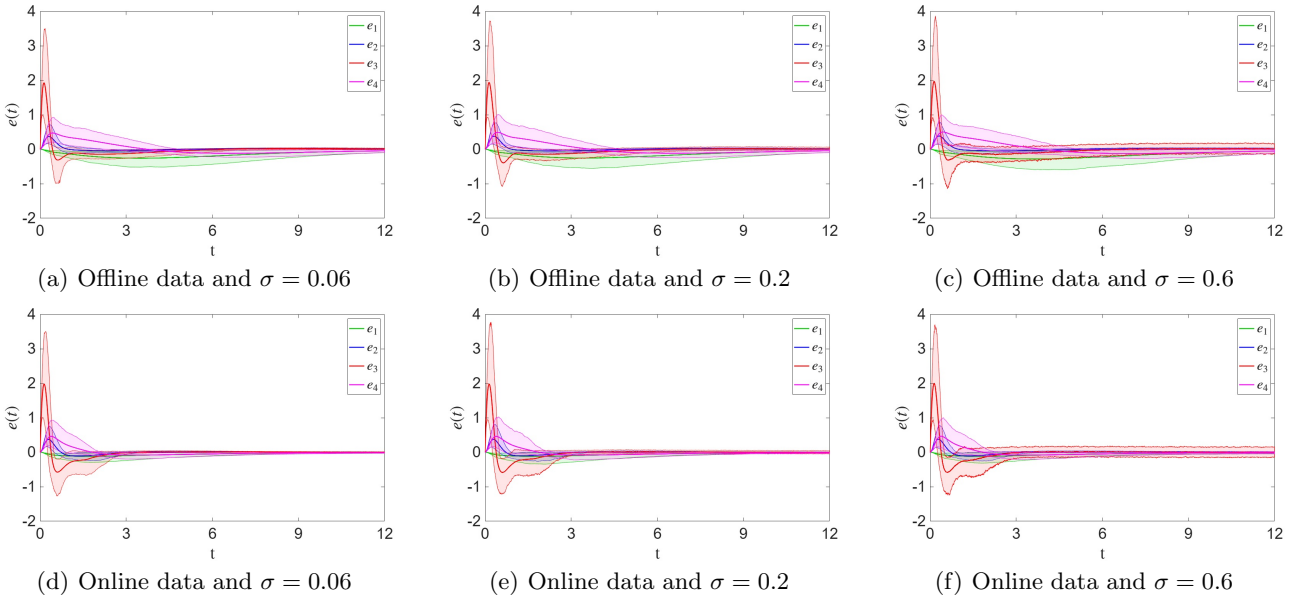 4
3
2
1
0
-1
-2
e(t)
0 3 6 9 12
t
e1
e2
e3
e4
(a) Offline data and σ = 0.06
4
3
2
1
0
-1
-2
e(t)
0 3 6 9 12
t
e1
e2
e3
e4
(b) Offline data and σ = 0.2
4
3
2
1
0
-1
-2
e(t)
0 3 6 9 12
t
e1
e2
e3
e4
(c) Offline data and σ = 0.6
4
3
2
1
0
-1
-2
e(t)
0 3 6 9 12
t
e1
e2
e3
e4
(d) Online data and σ = 0.06
4
3
2
1
0
-1
-2
e(t)
0 3 6 9 12
t
e1
e2
e3
e4
(e) Online data and σ = 0.2
4
3
2
1
0
-1
-2
e(t)
0 3 6 9 12
t
e1
e2
e3
e4
(f) Online data and σ = 0.6